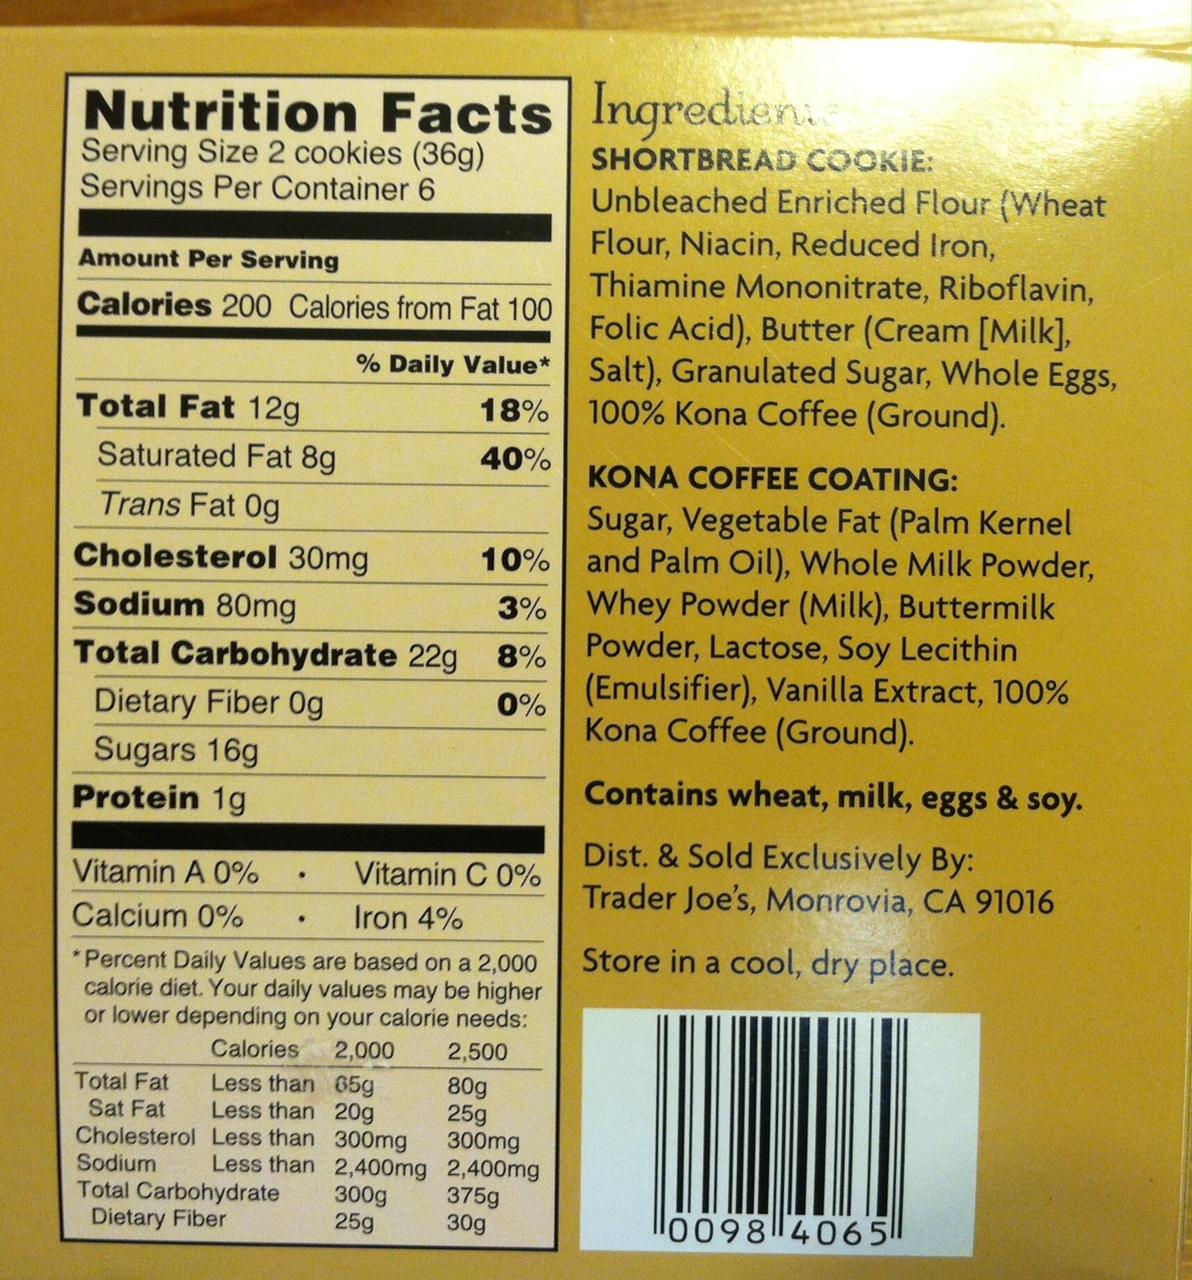 Nutrition Facts
Serving Size 2 cookies (36g)
Servings Per Container 6
Amount Per Serving
Calories 200 Calories from Fat 100
% Daily Value*
Total Fat 12g 18%
Saturated Fat 8g 40%
Trans Fat 0g
Cholesterol 30mg 10%
Sodium 80mg 3%
Total Carbohydrate 22g 8%
Dietary Fiber 0g 0%
Sugars 16g
Protein 1g
Vitamin A 0% • Vitamin C 0%
Calcium 0% • Iron 4%
*Percent Daily Values are based on a 2,000
calorie diet. Your daily values may be higher
or lower depending on your calorie needs:
Calories 2,000 2,500
Total Fat Less than 65g 80g
Sat Fat Less than 20g 25g
Cholesterol Less than 300mg 300mg
Sodium Less than 2,400mg 2,400mg
Total Carbohydrate 300g 375g
Dietary Fiber 25g 30g
Ingredients
SHORTBREAD COOKIE:
Unbleached Enriched Flour (Wheat
Flour, Niacin, Reduced Iron,
Thiamine Mononitrate, Riboflavin,
Folic Acid), Butter (Cream [Milk],
Salt), Granulated Sugar, Whole Eggs,
100% Kona Coffee (Ground).
KONA COFFEE COATING:
Sugar, Vegetable Fat (Palm Kernel
and Palm Oil), Whole Milk Powder,
Whey Powder (Milk), Buttermilk
Powder, Lactose, Soy Lecithin
(Emulsifier), Vanilla Extract, 100%
Kona Coffee (Ground).
Contains wheat, milk, eggs & soy.
Dist. & Sold Exclusively By:
Trader Joe's, Monrovia, CA 91016
Store in a cool, dry place.
0098 4065